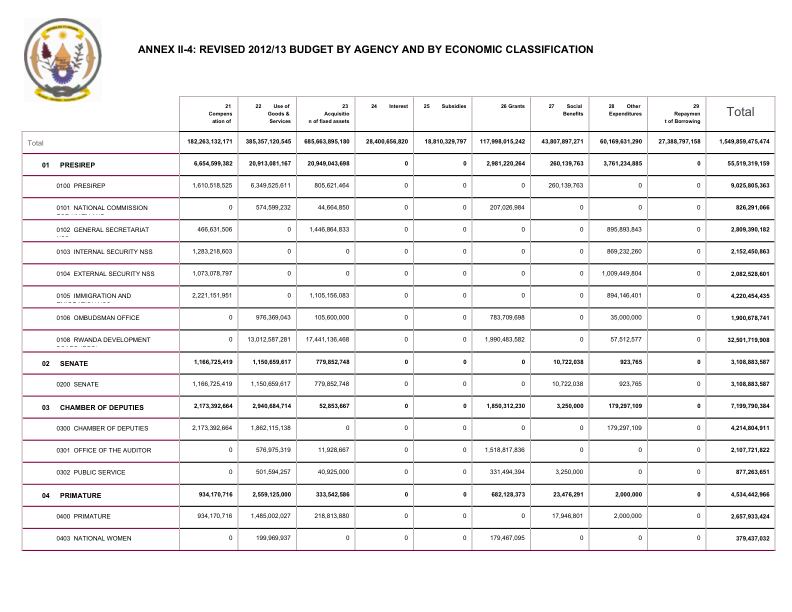 ANNEX II-4: REVISED 2012/13 BUDGET BY AGENCY AND BY ECONOMIC CLASSIFICATION
21 Compens ation of 22 Use of Goods & Services 23 Acquisitio n of fixed assets 24 Interest 25 Subsidies 26 Grants 27 Social Benefits 28 Other Expenditures 29 Repaymen t of Borrowing Total
Total 182,263,132,171 385,357,120,545 685,663,895,180 28,400,656,820 18,810,329,797 117,998,015,242 43,807,897,271 60,169,631,290 27,388,797,158 1,549,859,475,474
01 PRESIREP 6,654,599,382 20,913,081,167 20,949,043,698 0 0 2,981,220,264 260,139,763 3,761,234,885 0 55,519,319,159
0100 PRESIREP 1,610,518,525 6,349,525,611 805,621,464 0 0 0 260,139,763 0 0 9,025,805,363
0101 NATIONAL COMMISSION 0 574,599,232 44,664,850 0 0 207,026,984 0 0 0 826,291,066
0102 GENERAL SECRETARIAT 466,631,506 0 1,446,864,833 0 0 0 0 895,893,843 0 2,809,390,182
0103 INTERNAL SECURITY NSS 1,283,218,603 0 0 0 0 0 0 869,232,260 0 2,152,450,863
0104 EXTERNAL SECURITY NSS 1,073,078,797 0 0 0 0 0 0 1,009,449,804 0 2,082,528,601
0105 IMMIGRATION AND 2,221,151,951 0 1,105,156,083 0 0 0 0 894,146,401 0 4,220,454,435
0106 OMBUDSMAN OFFICE 0 976,369,043 105,600,000 0 0 783,709,698 0 35,000,000 0 1,900,678,741
0108 RWANDA DEVELOPMENT 0 13,012,587,281 17,441,136,468 0 0 1,990,483,582 0 57,512,577 0 32,501,719,908
02 SENATE 1,166,725,419 1,150,659,617 779,852,748 0 0 0 10,722,038 923,765 0 3,108,883,587
0200 SENATE 1,166,725,419 1,150,659,617 779,852,748 0 0 0 10,722,038 923,765 0 3,108,883,587
03 CHAMBER OF DEPUTIES 2,173,392,664 2,940,684,714 52,853,667 0 0 1,850,312,230 3,250,000 179,297,109 0 7,199,790,384
0300 CHAMBER OF DEPUTIES 2,173,392,664 1,862,115,138 0 0 0 0 0 179,297,109 0 4,214,804,911
0301 OFFICE OF THE AUDITOR 0 576,975,319 11,928,667 0 0 1,518,817,836 0 0 0 2,107,721,822
0302 PUBLIC SERVICE 0 501,594,257 40,925,000 0 0 331,494,394 3,250,000 0 0 877,263,651
04 PRIMATURE 934,170,716 2,559,125,000 333,542,586 0 0 682,128,373 23,476,291 2,000,000 0 4,534,442,966
0400 PRIMATURE 934,170,716 1,485,002,027 218,813,880 0 0 0 17,946,801 2,000,000 0 2,657,933,424
0403 NATIONAL WOMEN 0 199,969,937 0 0 0 179,467,095 0 0 0 379,437,032